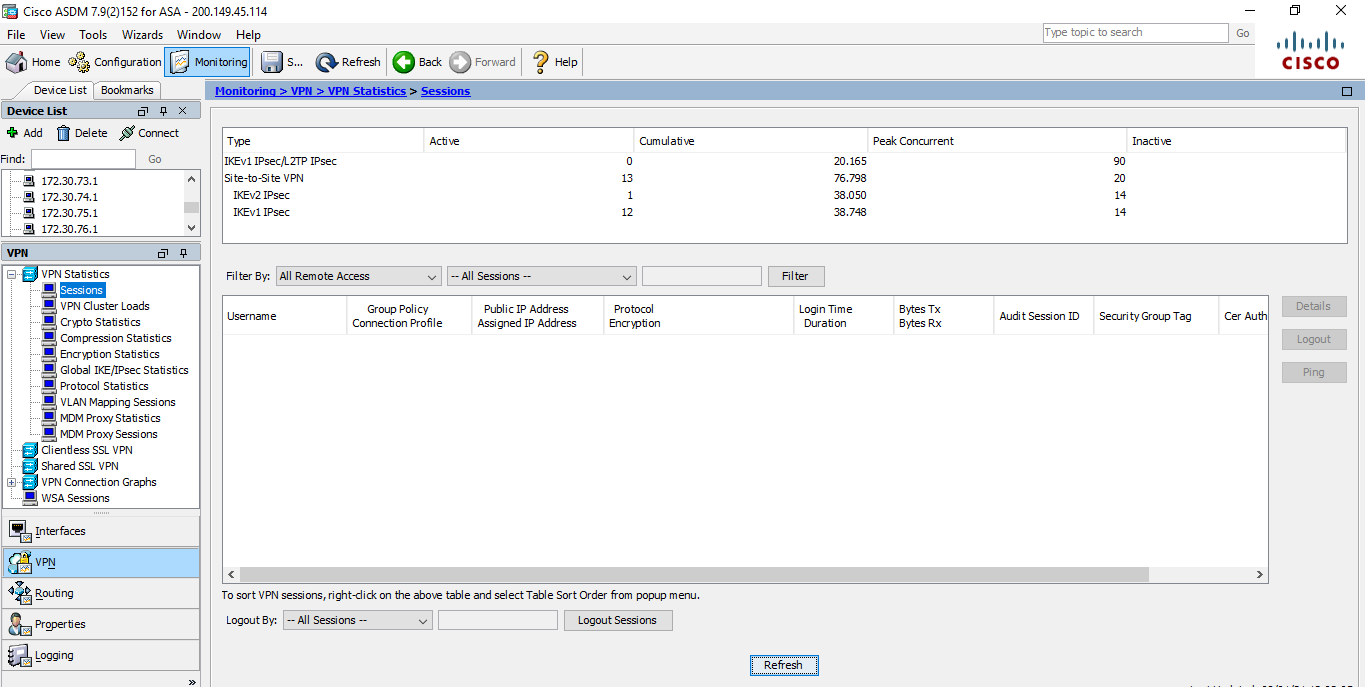 Cisco ASDM 7.9(2)152 for ASA - 200.149.45.114
File View Tools Wizards Window Help
Type topic to search Go
Home Configuration Monitoring S... Refresh Back Forward Help
CISCO
Device List Bookmarks
Monitoring > VPN > VPN Statistics > Sessions
Device List
Add Delete Connect
Find: Go
172.30.73.1
172.30.74.1
172.30.75.1
172.30.76.1
VPN
VPN Statistics
Sessions
VPN Cluster Loads
Crypto Statistics
Compression Statistics
Encryption Statistics
Global IKE/IPsec Statistics
Protocol Statistics
VLAN Mapping Sessions
MDM Proxy Statistics
MDM Proxy Sessions
Clientless SSL VPN
Shared SSL VPN
VPN Connection Graphs
WSA Sessions
Interfaces
VPN
Routing
Properties
Logging
»
Type Active Cumulative Peak Concurrent Inactive
IKEv1 IPsec/L2TP IPsec 0 20.165 90
Site-to-Site VPN 13 76.798 20
IKEv2 IPsec 1 38.050 14
IKEv1 IPsec 12 38.748 14
Filter By: All Remote Access -- All Sessions -- Filter
Username Group Policy Public IP Address Protocol Login Time Bytes Tx Audit Session ID Security Group Tag Cer Auth
Connection Profile Assigned IP Address Encryption Duration Bytes Rx
Details
Logout
Ping
To sort VPN sessions, right-click on the above table and select Table Sort Order from popup menu.
Logout By: -- All Sessions -- Logout Sessions
Refresh